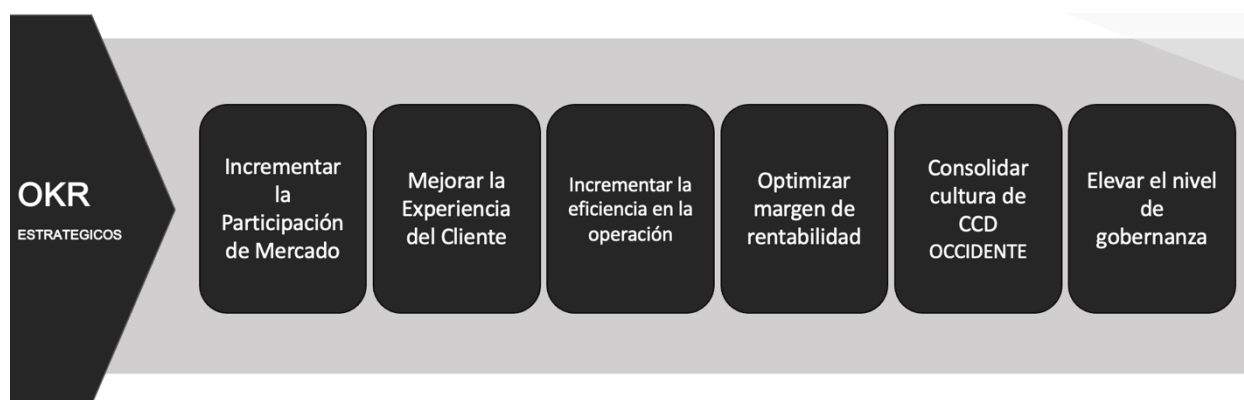 OKR
ESTRATEGICOS
Incrementar
la
Participación
de Mercado
Mejorar la
Experiencia
del Cliente
Incrementar la
eficiencia en la
operación
Optimizar
margen de
rentabilidad
Consolidar
cultura de
CCD
OCCIDENTE
Elevar el nivel
de
gobernanza